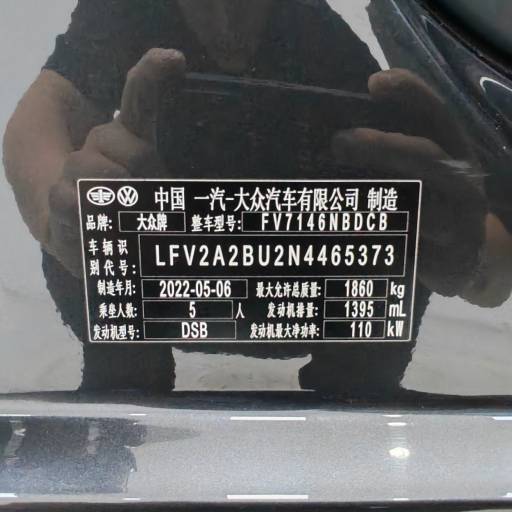 中国 一汽-大众汽车有限公司 制造
品牌: 大众牌 整车型号: FV7146NBDCB
车辆识别代号: LFV2A2BU2N4465373
制造年月: 2022-05-06 最大允许总质量: 1860 kg
乘坐人数: 5 人 发动机排量: 1395 mL
发动机型号: DSB 发动机最大净功率: 110 kW